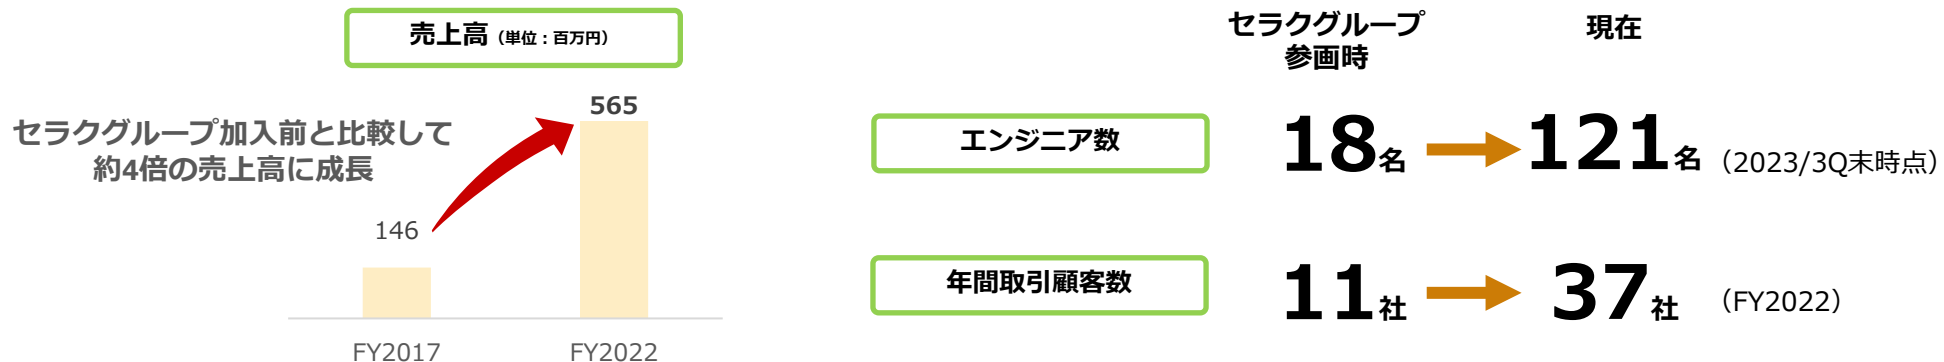 売上高（単位：百万円）
セラクグループ加入前と比較して
約4倍の売上高に成長
146
565
FY2017
FY2022
セラクグループ
参画時
現在
エンジニア数
18名
121名
（2023/3Q末時点）
年間取引顧客数
11社
37社
（FY2022）